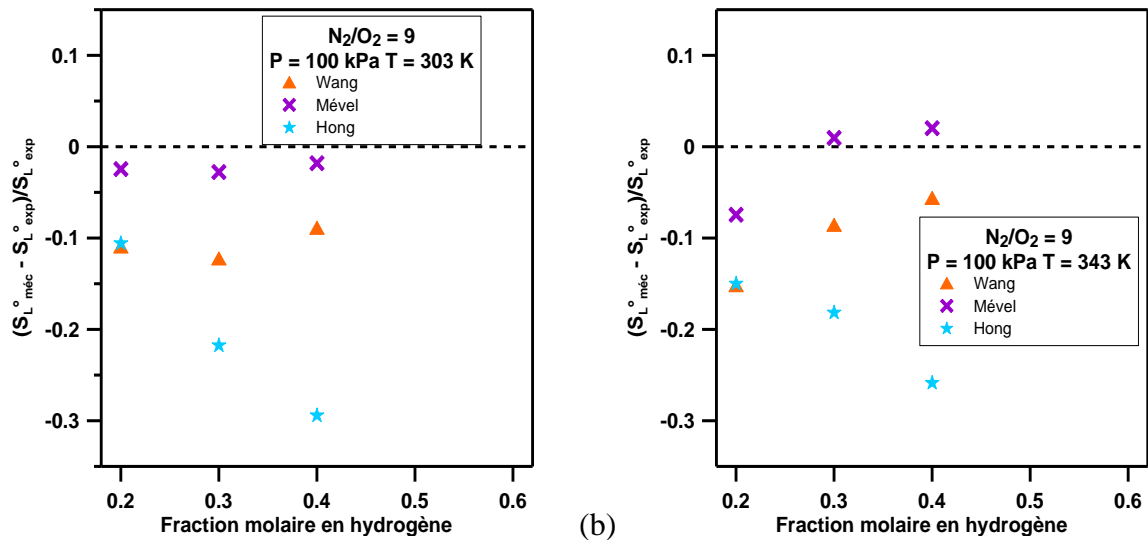 N2/O2 = 9
P = 100 kPa T = 303 K
Wang
Mével
Hong
0.1
0
-0.1
-0.2
-0.3
(SL° méc - SL° exp)/SL° exp
0.2 0.3 0.4 0.5 0.6
Fraction molaire en hydrogène
(b)
0.1
0
-0.1
-0.2
-0.3
(SL° méc - SL° exp)/SL° exp
N2/O2 = 9
P = 100 kPa T = 343 K
Wang
Mével
Hong
0.2 0.3 0.4 0.5 0.6
Fraction molaire en hydrogène